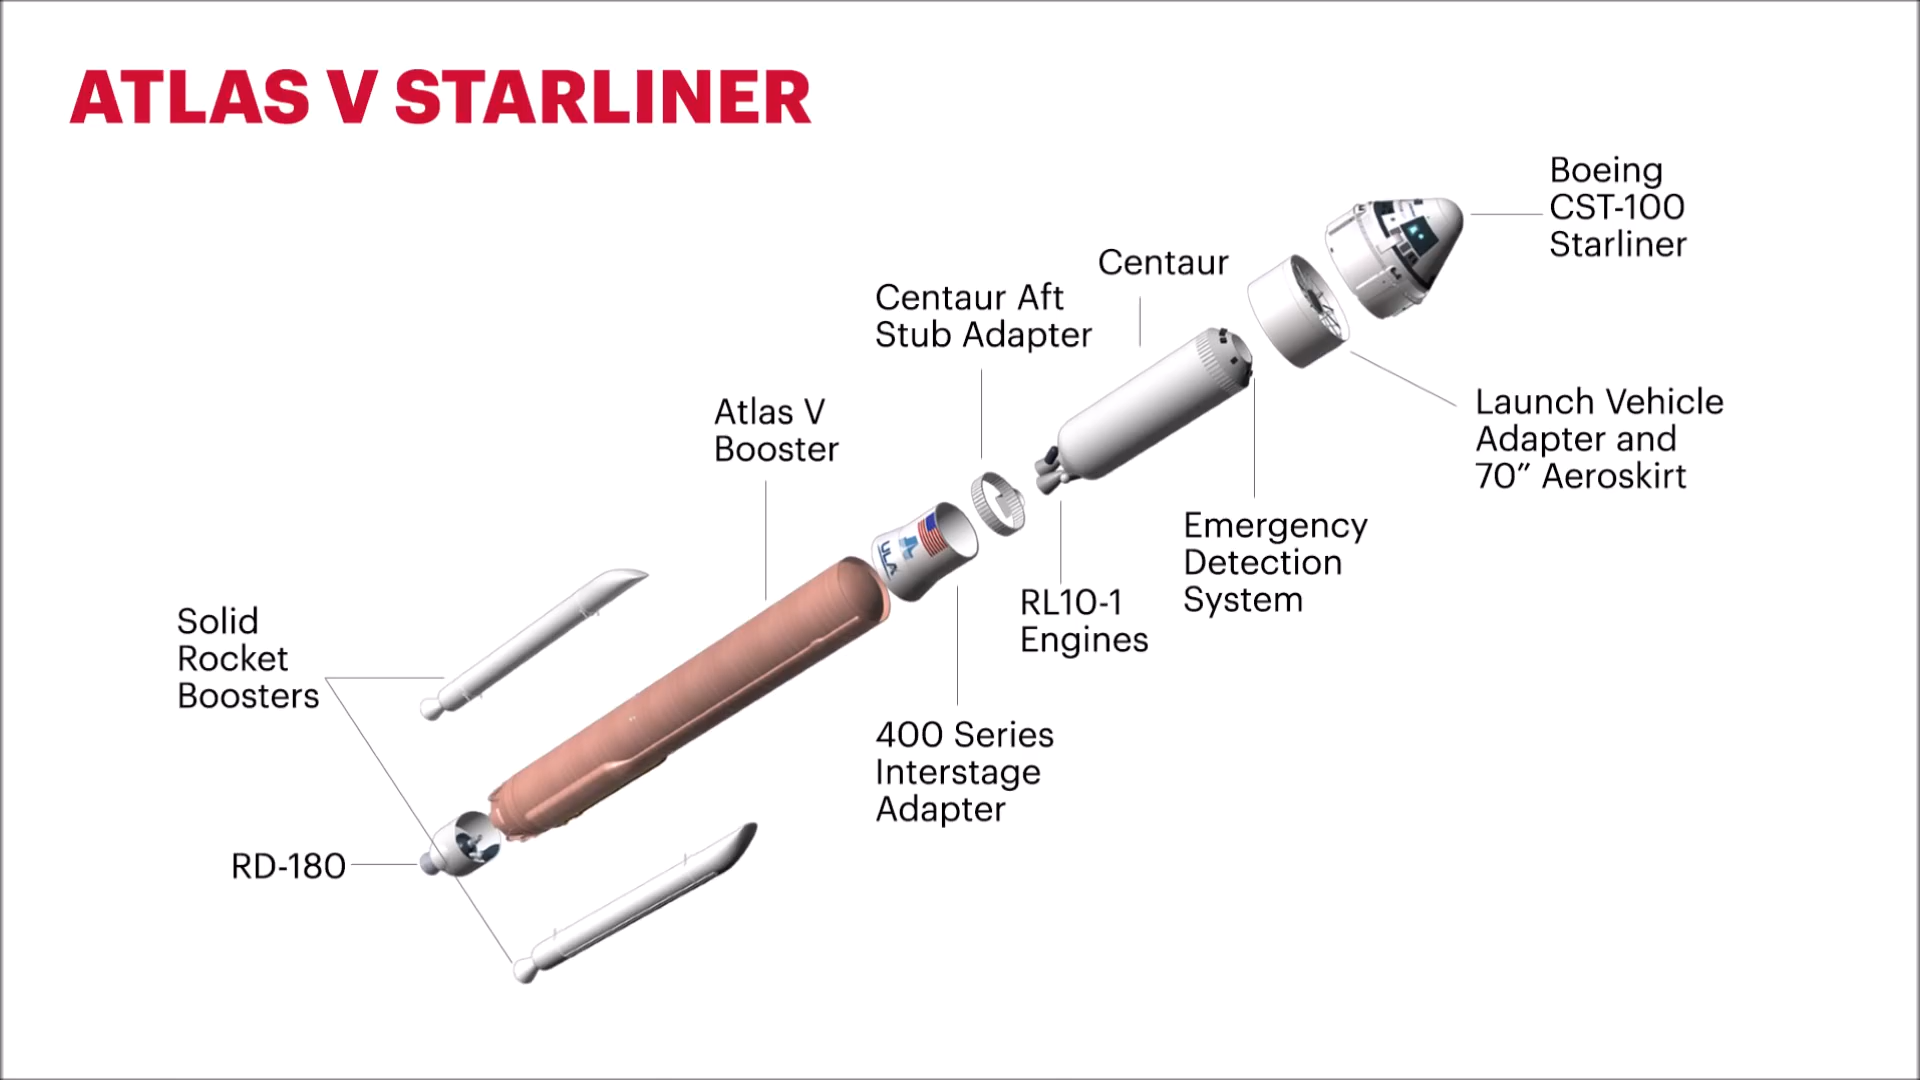 ATLAS V STARLINER
Boeing
CST-100
Starliner
Centaur
Centaur Aft
Stub Adapter
Launch Vehicle
Adapter and
70” Aeroskirt
Atlas V
Booster
Emergency
Detection
System
ULA
RL10-1
Engines
Solid
Rocket
Boosters
400 Series
Interstage
Adapter
RD-180